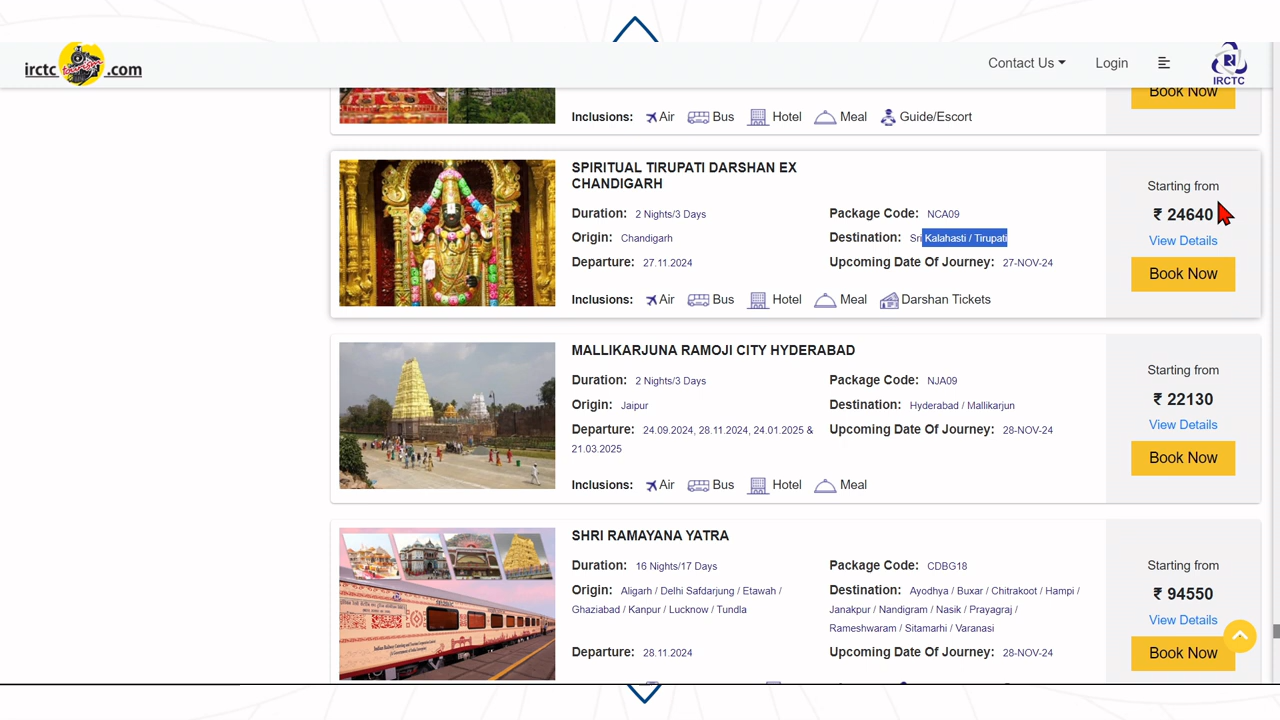 irctc tourism .com
Contact Us
Login
IRCTC
Book Now
Inclusions: Air Bus Hotel Meal Guide/Escort
SPIRITUAL TIRUPATI DARSHAN EX
CHANDIGARH
Duration: 2 Nights/3 Days
Package Code: NCA09
Origin: Chandigarh
Destination: Sri Kalahasti / Tirupati
Departure: 27.11.2024
Upcoming Date Of Journey: 27-NOV-24
Inclusions: Air Bus Hotel Meal Darshan Tickets
Starting from
₹ 24640
View Details
Book Now
MALLIKARJUNA RAMOJI CITY HYDERABAD
Duration: 2 Nights/3 Days
Package Code: NJA09
Origin: Jaipur
Destination: Hyderabad / Mallikarjun
Departure: 24.09.2024, 28.11.2024, 24.01.2025 &
21.03.2025
Upcoming Date Of Journey: 28-NOV-24
Inclusions: Air Bus Hotel Meal
Starting from
₹ 22130
View Details
Book Now
SHRI RAMAYANA YATRA
Duration: 16 Nights/17 Days
Package Code: CDBG18
Origin: Aligarh / Delhi Safdarjung / Etawah /
Ghaziabad / Kanpur / Lucknow / Tundla
Destination: Ayodhya / Buxar / Chitrakoot / Hampi /
Janakpur / Nandigram / Nasik / Prayagraj /
Rameshwaram / Sitamarhi / Varanasi
Departure: 28.11.2024
Upcoming Date Of Journey: 28-NOV-24
Starting from
₹ 94550
View Details
Book Now